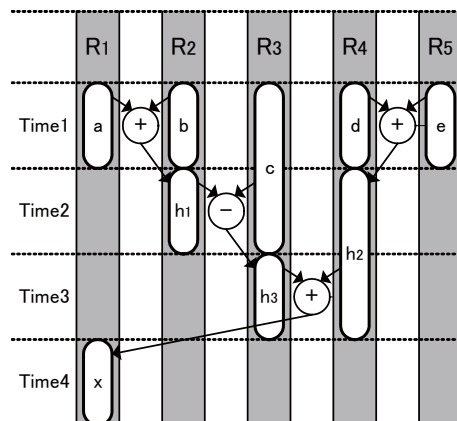 R1 R2 R3 R4 R5
Time1 a + b d + e
c
Time2 h1 −
h2
Time3 h3 +
Time4 x